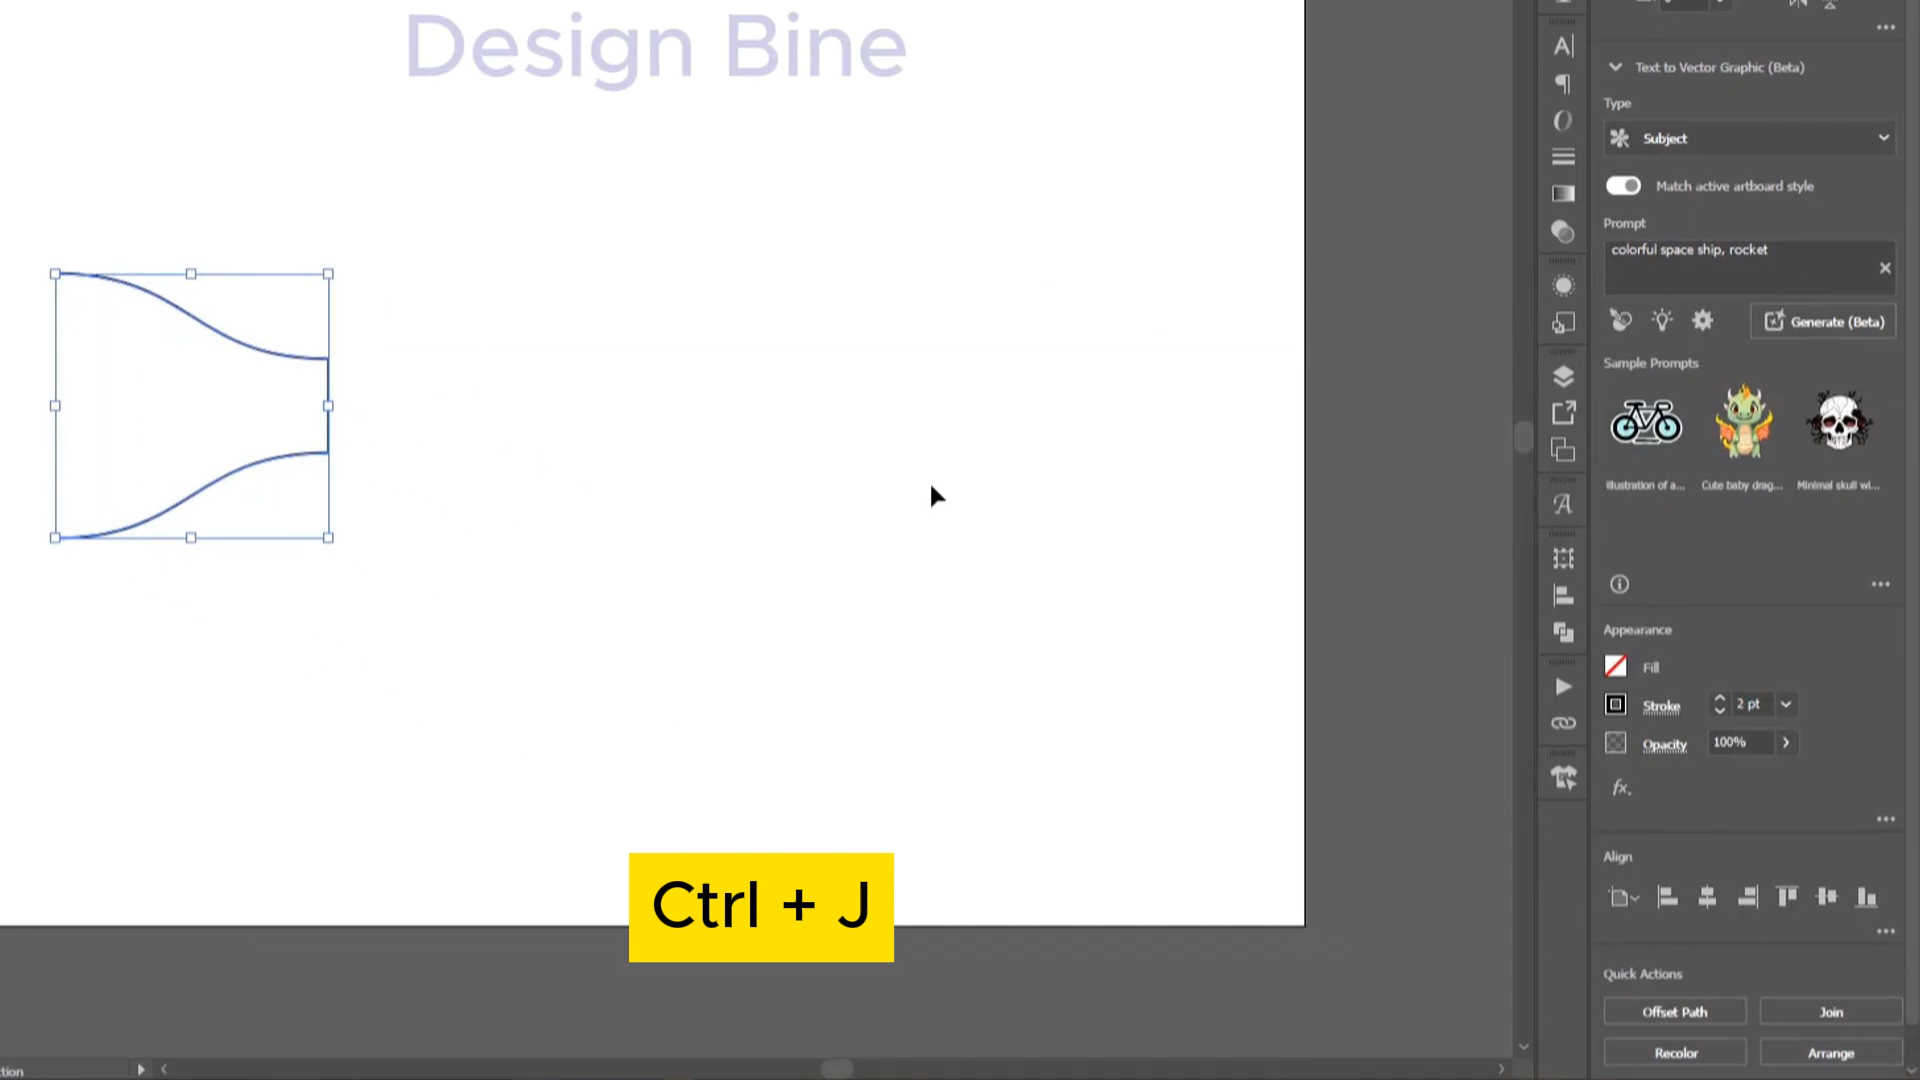 Design Bine
Text to Vector Graphic (Beta)
Type
Subject
Match active artboard style
Prompt
colorful space ship, rocket
Generate (Beta)
Sample Prompts
Illustration of a...
Cute baby drag...
Minimal skull wi...
Appearance
Fill
Stroke
2 pt
Opacity
100%
fx.
Align
Ctrl + J
Quick Actions
Offset Path
Join
Recolor
Arrange
tion